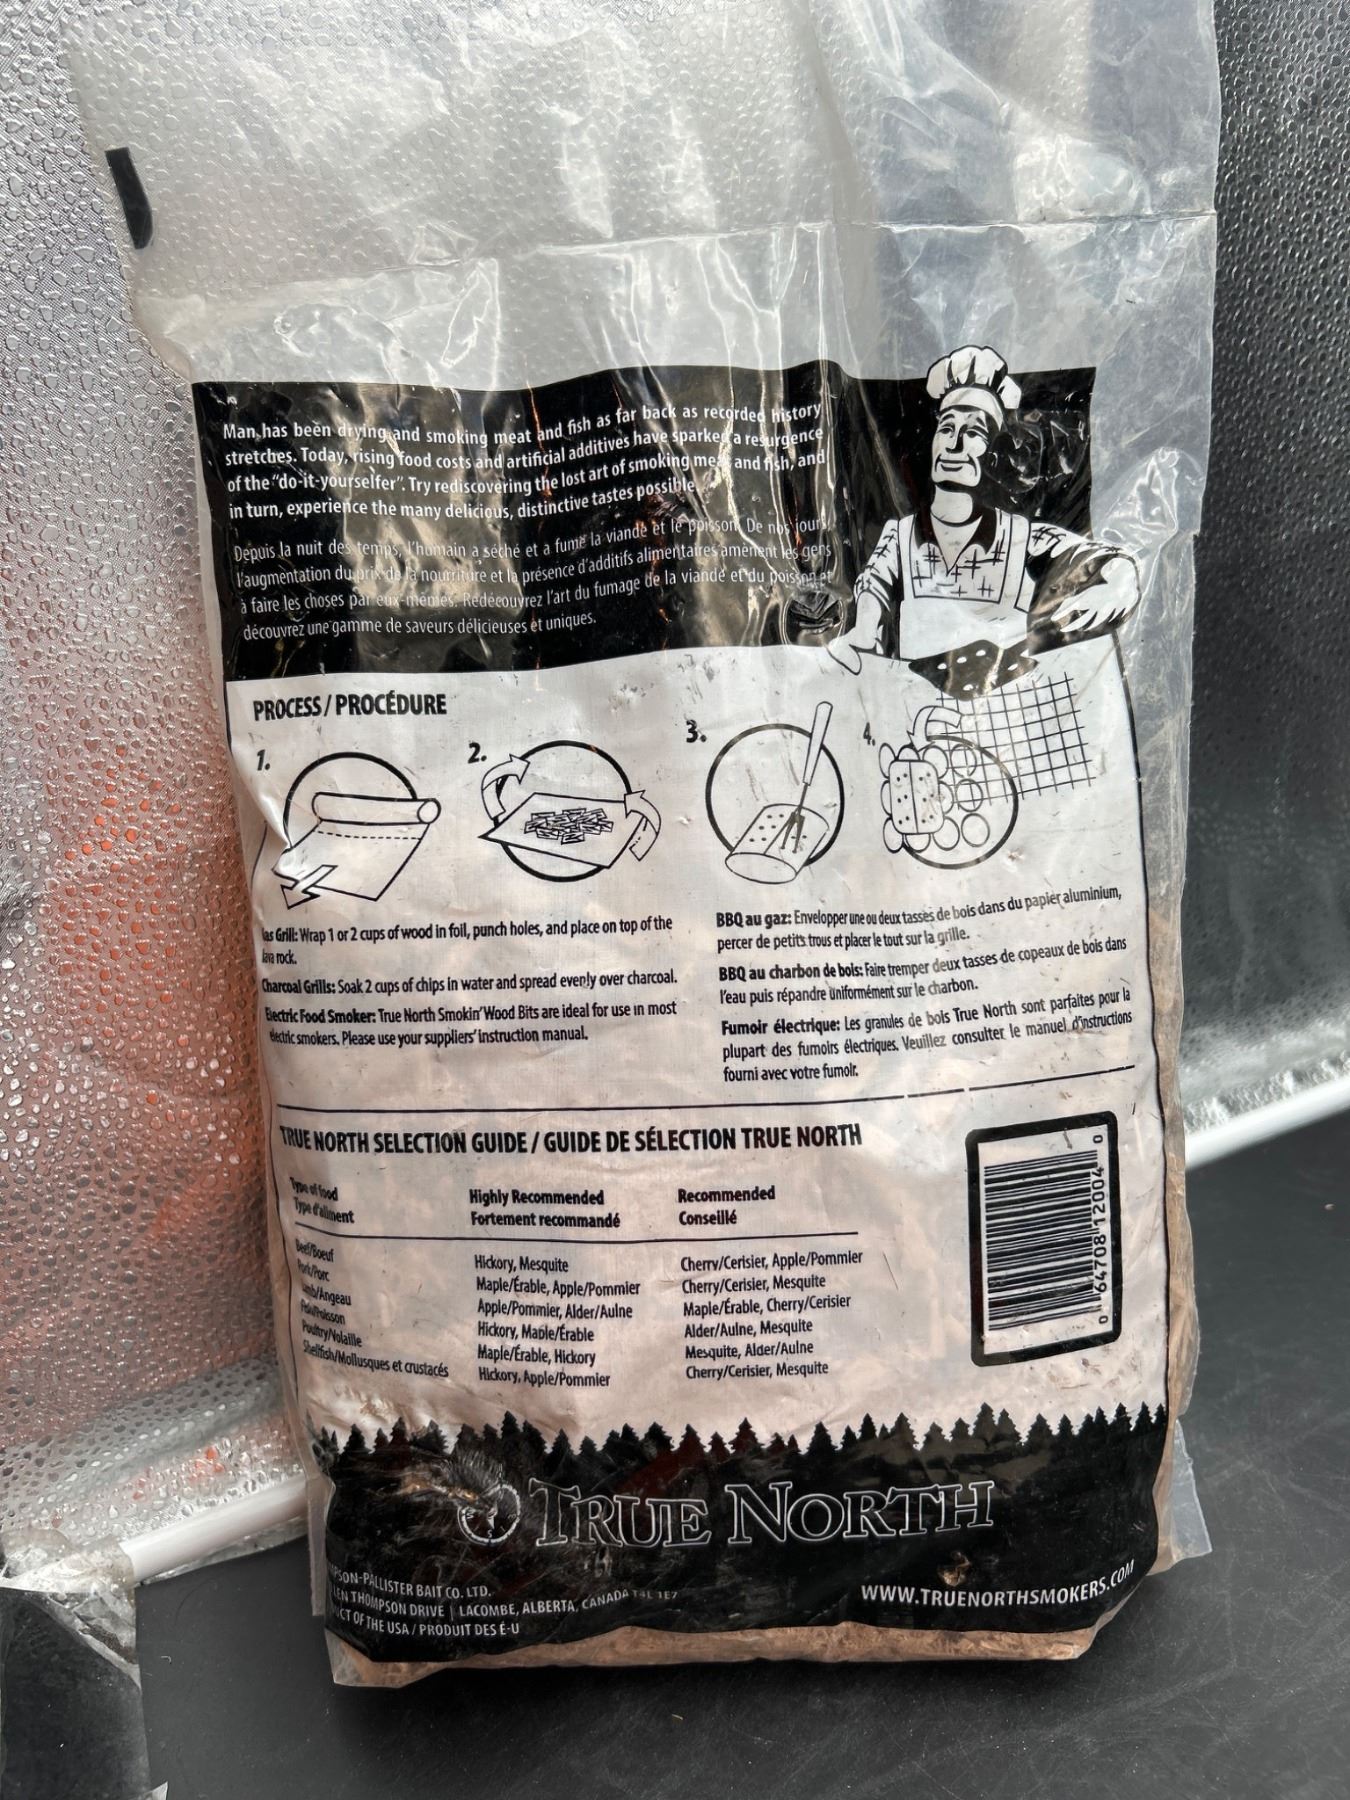 Man has been drying and smoking meat and fish as far back as recorded history
stretches. Today, rising food costs and artificial additives have sparked a resurgence
of the "do-it-yourselfer". Try rediscovering the lost art of smoking meat and fish, and
in turn, experience the many delicious, distinctive tastes possible.
Depuis la nuit des temps, l'humain a séché et a fumé la viande et le poisson. De nos jours,
l'augmentation du prix de la nourriture et la présence d'additifs alimentaires amènent les gens
à faire les choses par eux-mêmes. Redécouvrez l'art du fumage de la viande et du poisson et
découvrez une gamme de saveurs délicieuses et uniques.
PROCESS / PROCÉDURE
1.
2.
3.
4.
Grill: Wrap 1 or 2 cups of wood in foil, punch holes, and place on top of the
lava rock.
Charcoal Grills: Soak 2 cups of chips in water and spread evenly over charcoal.
Electric Food Smoker: True North Smokin' Wood Bits are ideal for use in most
electric smokers. Please use your suppliers' instruction manual.
BBQ au gaz: Envelopper une ou deux tasses de bois dans du papier aluminium,
percer de petits trous et placer le tout sur la grille.
BBQ au charbon de bois: Faire tremper deux tasses de copeaux de bois dans
l'eau puis répandre uniformément sur le charbon.
Fumoir électrique: Les granules de bois True North sont parfaites pour la
plupart des fumoirs électriques. Veuillez consulter le manuel d'instructions
fourni avec votre fumoir.
TRUE NORTH SELECTION GUIDE / GUIDE DE SÉLECTION TRUE NORTH
Type of food Highly Recommended Recommended
Type d'aliment Fortement recommandé Conseillé
Beef/Boeuf Hickory, Mesquite Cherry/Cerisier, Apple/Pommier
Pork/Porc Maple/Érable, Apple/Pommier Cherry/Cerisier, Mesquite
Lamb/Angeau Apple/Pommier, Alder/Aulne Maple/Érable, Cherry/Cerisier
Fish/Poisson Hickory, Maple/Érable Alder/Aulne, Mesquite
Poultry/Volaille Maple/Érable, Hickory Mesquite, Alder/Aulne
Shellfish/Mollusques et crustacés Hickory, Apple/Pommier Cherry/Cerisier, Mesquite
0 64708 12004 0
TRUE NORTH
PSON-PALLISTER BAIT CO. LTD.
LEN THOMPSON DRIVE | LACOMBE, ALBERTA, CANADA T4L 1E7
UCT OF THE USA / PRODUIT DES É-U
WWW.TRUENORTHSMOKERS.COM